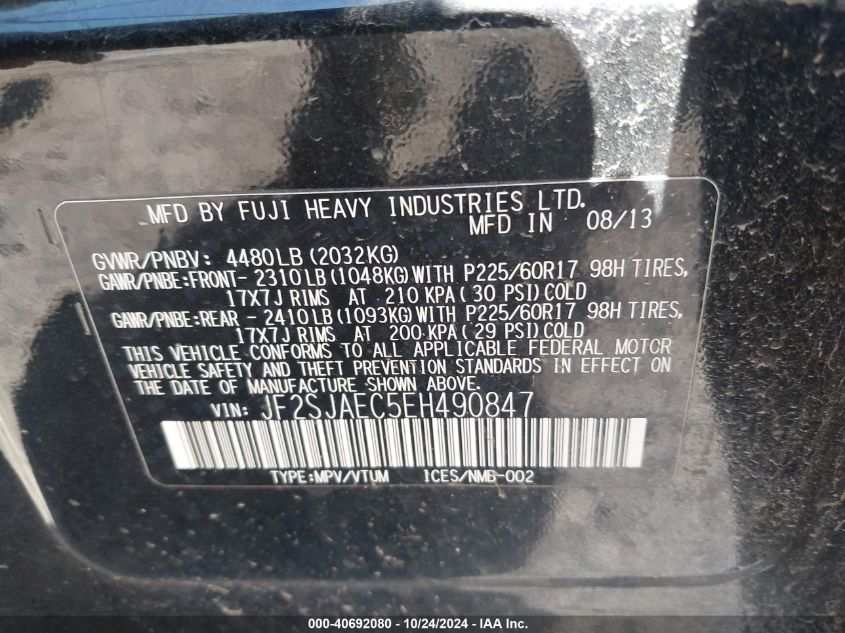 MFD BY FUJI HEAVY INDUSTRIES LTD.
MFD IN 08/13
GVWR/PNBV: 4480LB(2032KG)
GAWR/PNBE:FRONT- 2310LB(1048KG)WITH P225/60R17 98H TIRES,
17X7J RIMS AT 210 KPA(30 PSI)COLD
GAWR/PNBE:REAR - 2410LB(1093KG)WITH P225/60R17 98H TIRES,
17X7J RIMS AT 200 KPA(29 PSI)COLD
THIS VEHICLE CONFORMS TO ALL APPLICABLE FEDERAL MOTOR
VEHICLE SAFETY AND THEFT PREVENTION STANDARDS IN EFFECT ON
THE DATE OF MANUFACTURE SHOWN ABOVE.
VIN: JF2SJAEC5EH490847
TYPE:MPV/VTUM ICES/NMB-002
000-40692080 - 10/24/2024 - IAA Inc.